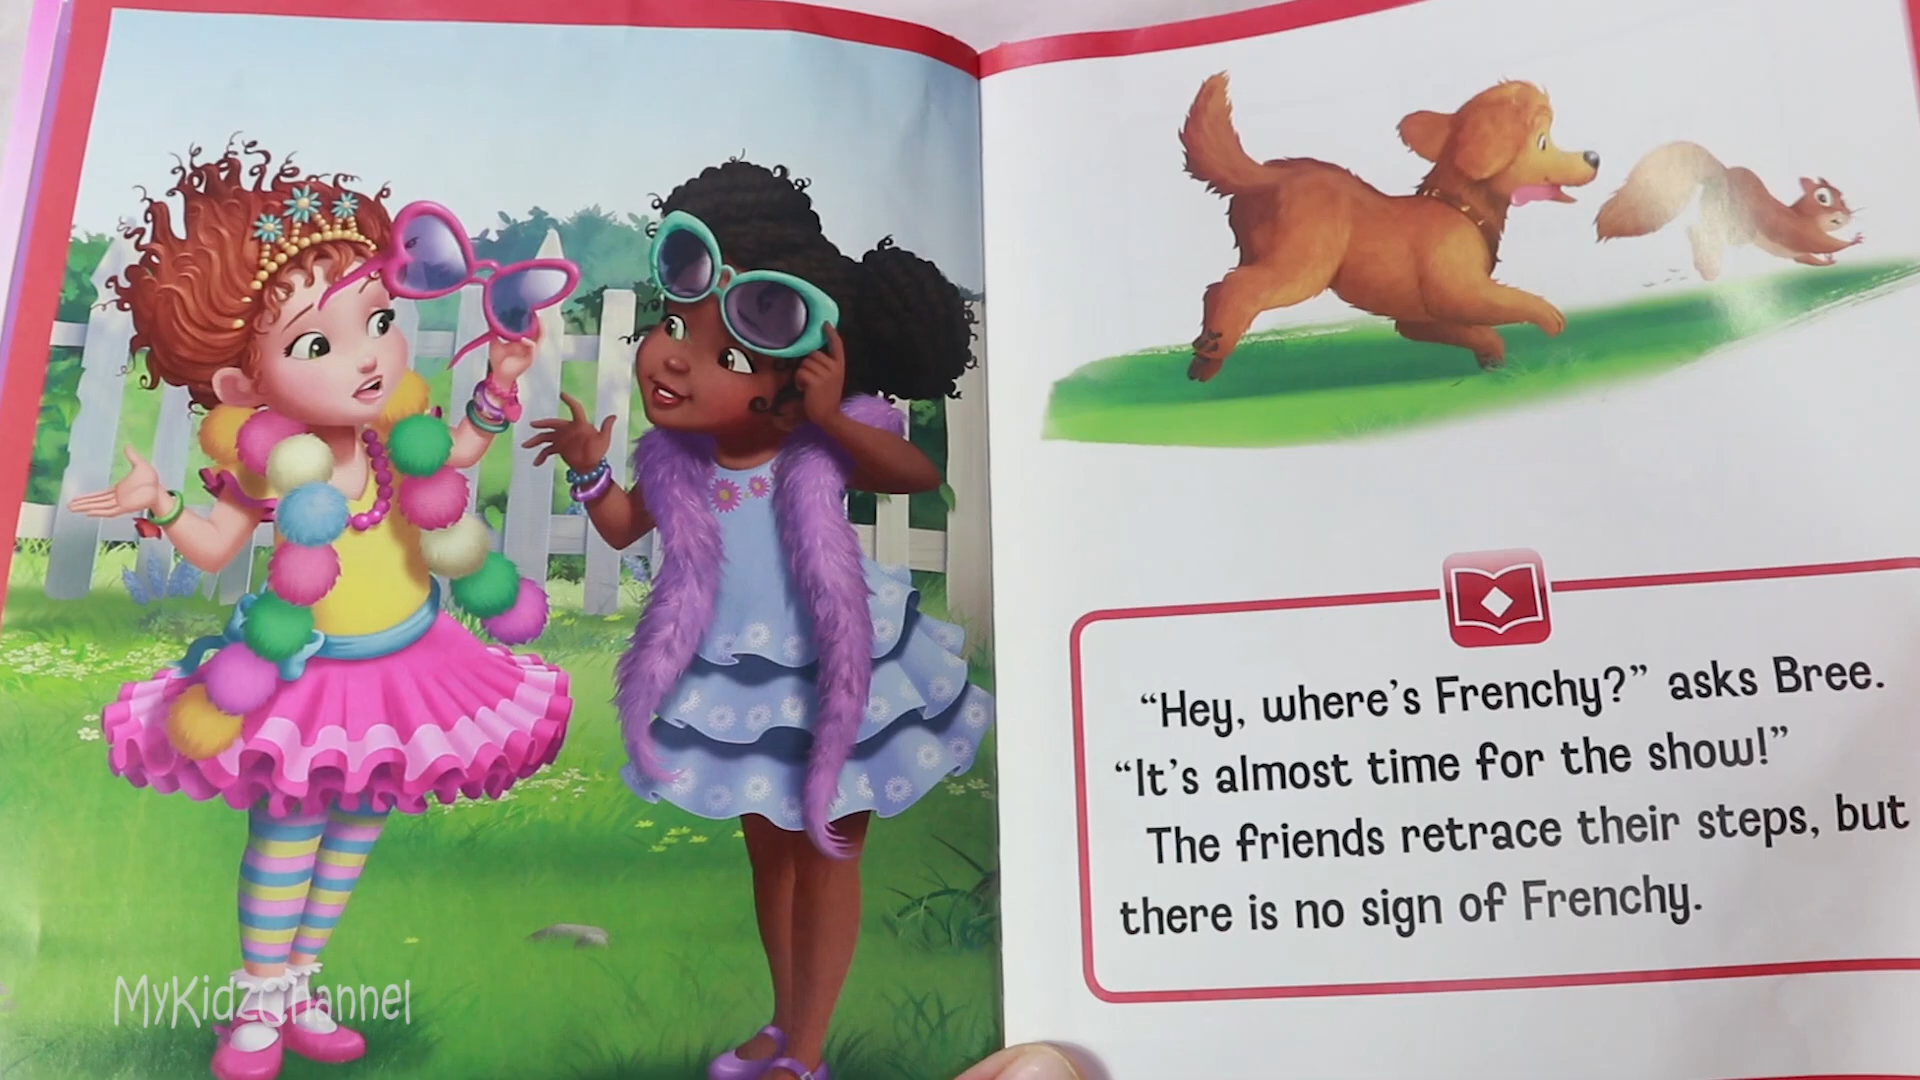 “Hey, where’s Frenchy?” asks Bree.
“It’s almost time for the show!”
The friends retrace their steps, but
there is no sign of Frenchy.
MyKidzChannel